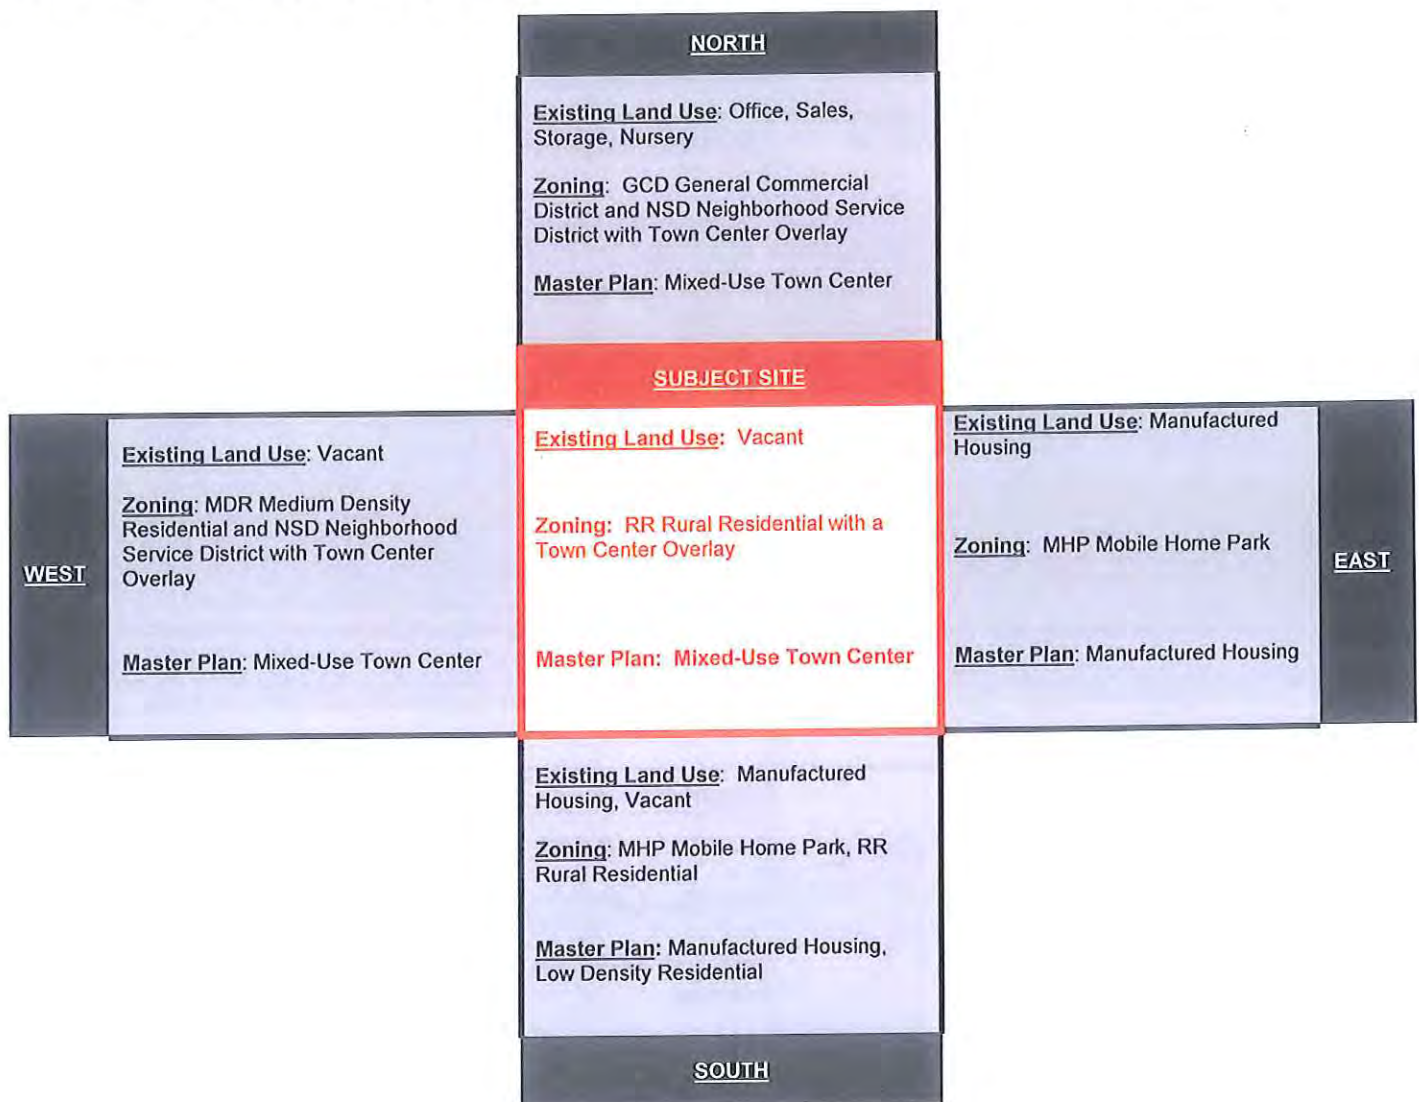 NORTH
Existing Land Use: Office, Sales,
Storage, Nursery
Zoning: GCD General Commercial
District and NSD Neighborhood Service
District with Town Center Overlay
Master Plan: Mixed-Use Town Center
SUBJECT SITE
Existing Land Use: Vacant
Zoning: RR Rural Residential with a
Town Center Overlay
Master Plan: Mixed-Use Town Center
WEST
Existing Land Use: Vacant
Zoning: MDR Medium Density
Residential and NSD Neighborhood
Service District with Town Center
Overlay
Master Plan: Mixed-Use Town Center
Existing Land Use: Manufactured
Housing
Zoning: MHP Mobile Home Park
Master Plan: Manufactured Housing
EAST
Existing Land Use: Manufactured
Housing, Vacant
Zoning: MHP Mobile Home Park, RR
Rural Residential
Master Plan: Manufactured Housing,
Low Density Residential
SOUTH